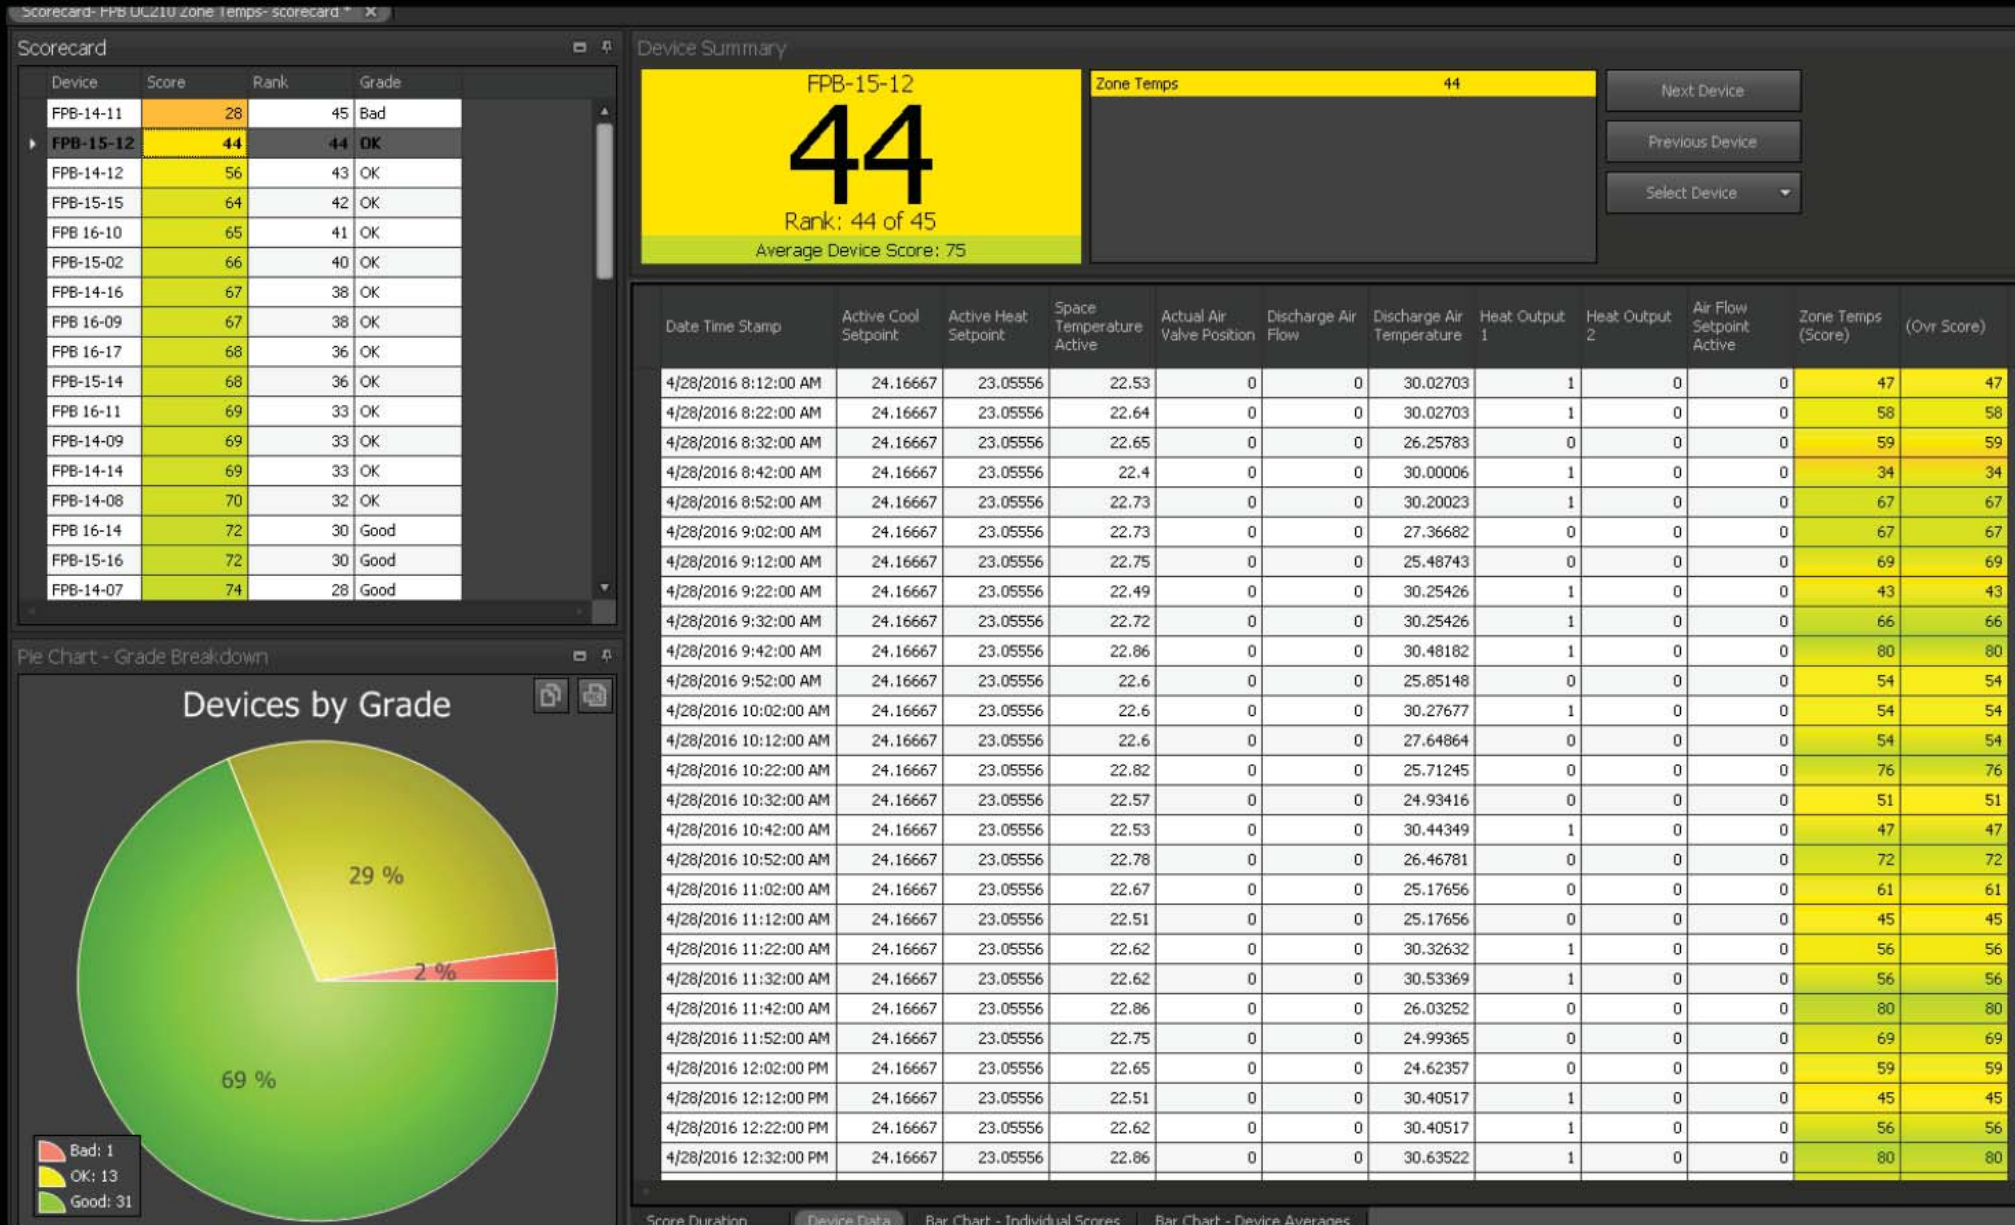 Scorecard- FPB UC210 Zone Temps- scorecard *
Scorecard
Device Score Rank Grade
FPB-14-11 28 45 Bad
FPB-15-12 44 44 OK
FPB-14-12 56 43 OK
FPB-15-15 64 42 OK
FPB 16-10 65 41 OK
FPB-15-02 66 40 OK
FPB-14-16 67 38 OK
FPB 16-09 67 38 OK
FPB 16-17 68 36 OK
FPB-15-14 68 36 OK
FPB 16-11 69 33 OK
FPB-14-09 69 33 OK
FPB-14-14 69 33 OK
FPB-14-08 70 32 OK
FPB 16-14 72 30 Good
FPB-15-16 72 30 Good
FPB-14-07 74 28 Good
Pie Chart - Grade Breakdown
Devices by Grade
29 %
2 %
69 %
Bad: 1
OK: 13
Good: 31
Device Summary
FPB-15-12
44
Rank: 44 of 45
Average Device Score: 75
Zone Temps 44
Next Device
Previous Device
Select Device
Date Time Stamp Active Cool Setpoint Active Heat Setpoint Space Temperature Active Actual Air Valve Position Discharge Air Flow Discharge Air Temperature Heat Output 1 Heat Output 2 Air Flow Setpoint Active Zone Temps (Score) (Ovr Score)
4/28/2016 8:12:00 AM 24.16667 23.05556 22.53 0 0 30.02703 1 0 0 47 47
4/28/2016 8:22:00 AM 24.16667 23.05556 22.64 0 0 30.02703 1 0 0 58 58
4/28/2016 8:32:00 AM 24.16667 23.05556 22.65 0 0 26.25783 0 0 0 59 59
4/28/2016 8:42:00 AM 24.16667 23.05556 22.4 0 0 30.00006 1 0 0 34 34
4/28/2016 8:52:00 AM 24.16667 23.05556 22.73 0 0 30.20023 1 0 0 67 67
4/28/2016 9:02:00 AM 24.16667 23.05556 22.73 0 0 27.36682 0 0 0 67 67
4/28/2016 9:12:00 AM 24.16667 23.05556 22.75 0 0 25.48743 0 0 0 69 69
4/28/2016 9:22:00 AM 24.16667 23.05556 22.49 0 0 30.25426 1 0 0 43 43
4/28/2016 9:32:00 AM 24.16667 23.05556 22.72 0 0 30.25426 1 0 0 66 66
4/28/2016 9:42:00 AM 24.16667 23.05556 22.86 0 0 30.48182 1 0 0 80 80
4/28/2016 9:52:00 AM 24.16667 23.05556 22.6 0 0 25.85148 0 0 0 54 54
4/28/2016 10:02:00 AM 24.16667 23.05556 22.6 0 0 30.27677 1 0 0 54 54
4/28/2016 10:12:00 AM 24.16667 23.05556 22.6 0 0 27.64864 0 0 0 54 54
4/28/2016 10:22:00 AM 24.16667 23.05556 22.82 0 0 25.71245 0 0 0 76 76
4/28/2016 10:32:00 AM 24.16667 23.05556 22.57 0 0 24.93416 0 0 0 51 51
4/28/2016 10:42:00 AM 24.16667 23.05556 22.53 0 0 30.44349 1 0 0 47 47
4/28/2016 10:52:00 AM 24.16667 23.05556 22.78 0 0 26.46781 0 0 0 72 72
4/28/2016 11:02:00 AM 24.16667 23.05556 22.67 0 0 25.17656 0 0 0 61 61
4/28/2016 11:12:00 AM 24.16667 23.05556 22.51 0 0 25.17656 0 0 0 45 45
4/28/2016 11:22:00 AM 24.16667 23.05556 22.62 0 0 30.32632 1 0 0 56 56
4/28/2016 11:32:00 AM 24.16667 23.05556 22.62 0 0 30.53369 1 0 0 56 56
4/28/2016 11:42:00 AM 24.16667 23.05556 22.86 0 0 26.03252 0 0 0 80 80
4/28/2016 11:52:00 AM 24.16667 23.05556 22.75 0 0 24.99365 0 0 0 69 69
4/28/2016 12:02:00 PM 24.16667 23.05556 22.65 0 0 24.62357 0 0 0 59 59
4/28/2016 12:12:00 PM 24.16667 23.05556 22.51 0 0 30.40517 1 0 0 45 45
4/28/2016 12:22:00 PM 24.16667 23.05556 22.62 0 0 30.40517 1 0 0 56 56
4/28/2016 12:32:00 PM 24.16667 23.05556 22.86 0 0 30.63522 1 0 0 80 80
Score Duration Device Data Bar Chart - Individual Scores Bar Chart - Device Averages